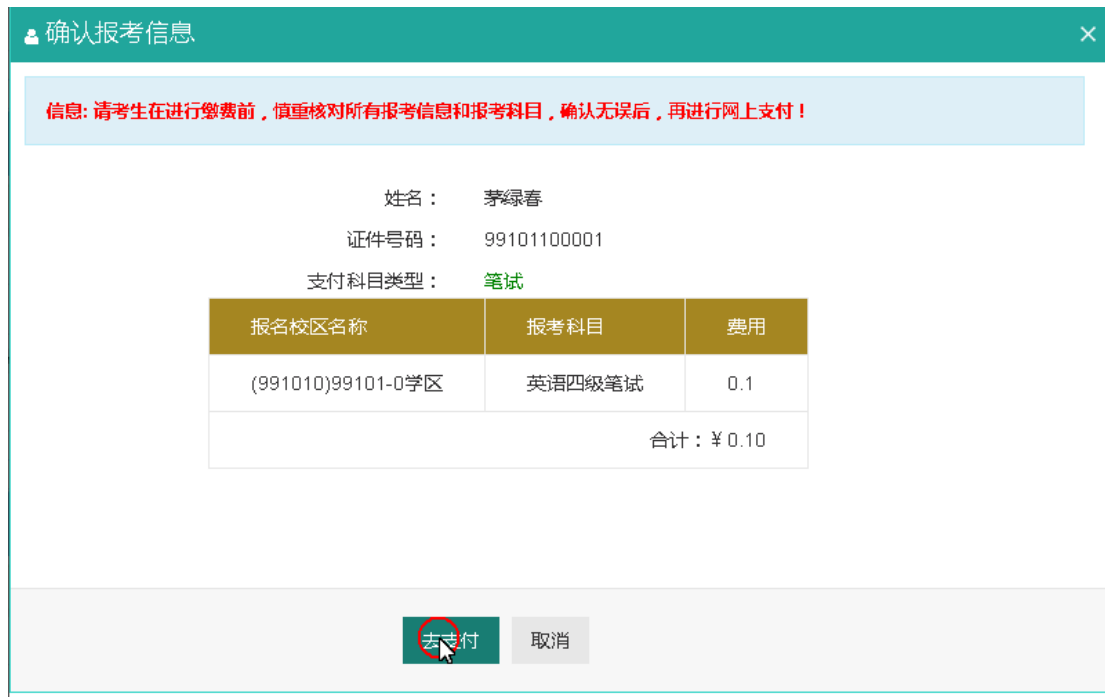 确认报考信息
信息: 请考生在进行缴费前，慎重核对所有报考信息和报考科目，确认无误后，再进行网上支付！
姓名： 茅绿春
证件号码： 99101100001
支付科目类型： 笔试
报名校区名称 报考科目 费用
(991010)99101-0学区 英语四级笔试 0.1
合计：￥0.10
去支付 取消